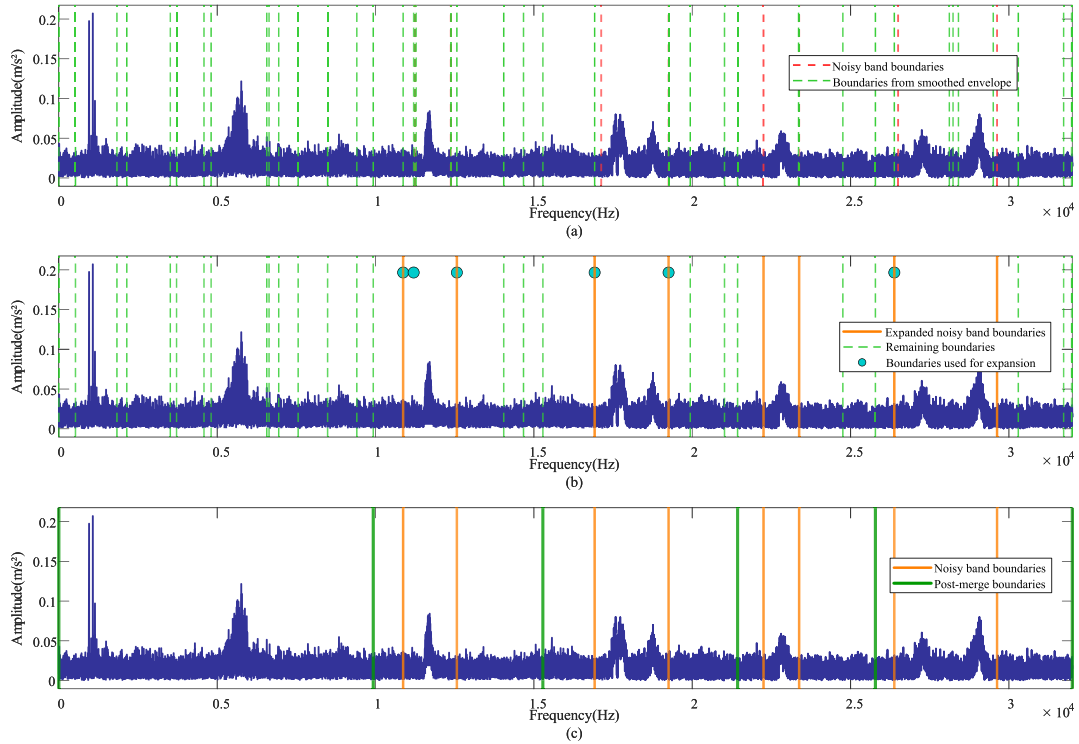 0.2
0.15
0.1
0.05
0
Amplitude(m/s²)
Noisy band boundaries
Boundaries from smoothed envelope
0 0.5 1 1.5 2 2.5 3
Frequency(Hz)
× 10⁴
(a)
0.2
0.15
0.1
0.05
0
Amplitude(m/s²)
Expanded noisy band boundaries
Remaining boundaries
Boundaries used for expansion
0 0.5 1 1.5 2 2.5 3
Frequency(Hz)
× 10⁴
(b)
0.2
0.15
0.1
0.05
0
Amplitude(m/s²)
Noisy band boundaries
Post-merge boundaries
0 0.5 1 1.5 2 2.5 3
Frequency(Hz)
× 10⁴
(c)